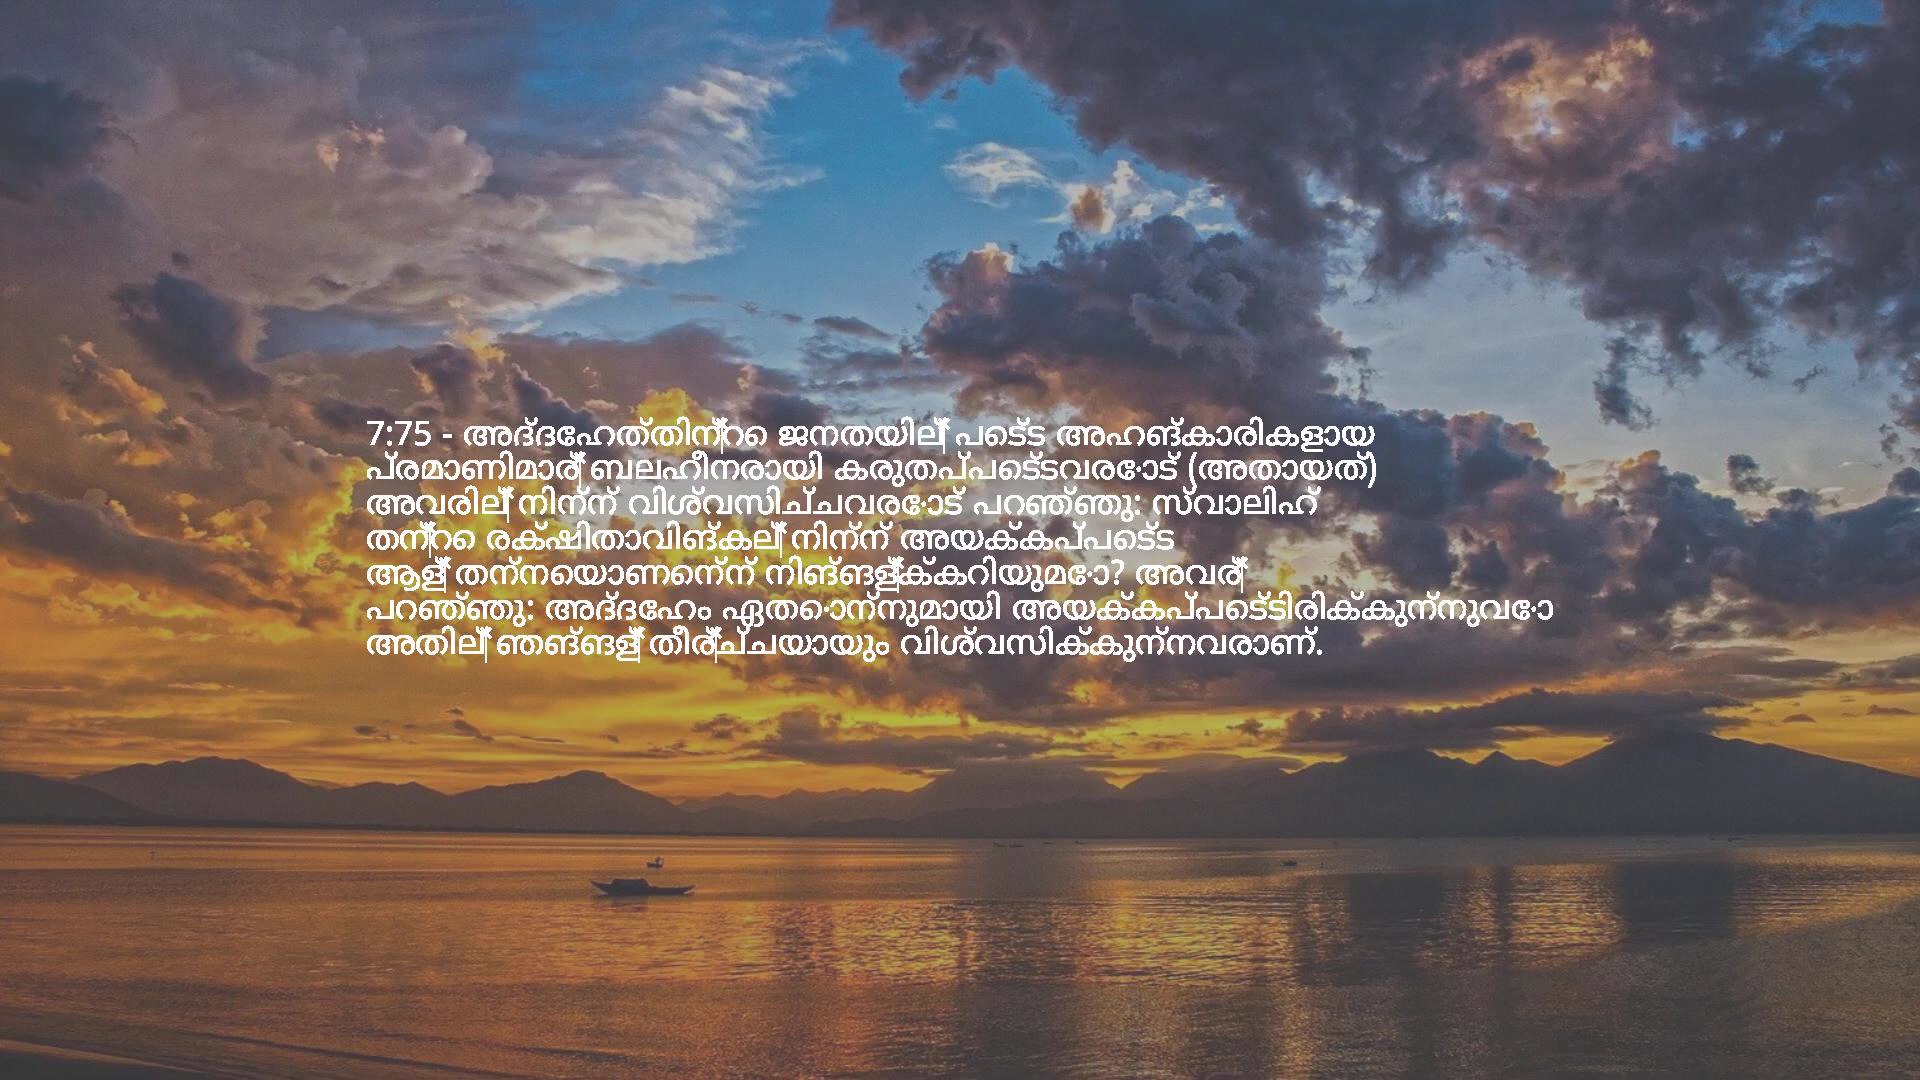 7:75 - അദ്ദേഹത്തിന്‍റെ ജനതയില്‍ പെട്ട അഹങ്കാരികളായ
പ്രമാണിമാര്‍ ബലഹീനരായി കരുതപ്പെട്ടവരോട് (അതായത്)
അവരില്‍ നിന്ന് വിശ്വസിച്ചവരോട് പറഞ്ഞു: സ്വാലിഹ്
തന്‍റെ രക്ഷിതാവിങ്കല്‍ നിന്ന് അയക്കപ്പെട്ട
ആള്‍ തന്നെയാണെന്ന് നിങ്ങള്‍ക്കറിയുമോ? അവര്‍
പറഞ്ഞു: അദ്ദേഹം ഏതൊന്നുമായി അയക്കപ്പെട്ടിരിക്കുന്നുവോ
അതില്‍ ഞങ്ങള്‍ തീര്‍ച്ചയായും വിശ്വസിക്കുന്നവരാണ്.